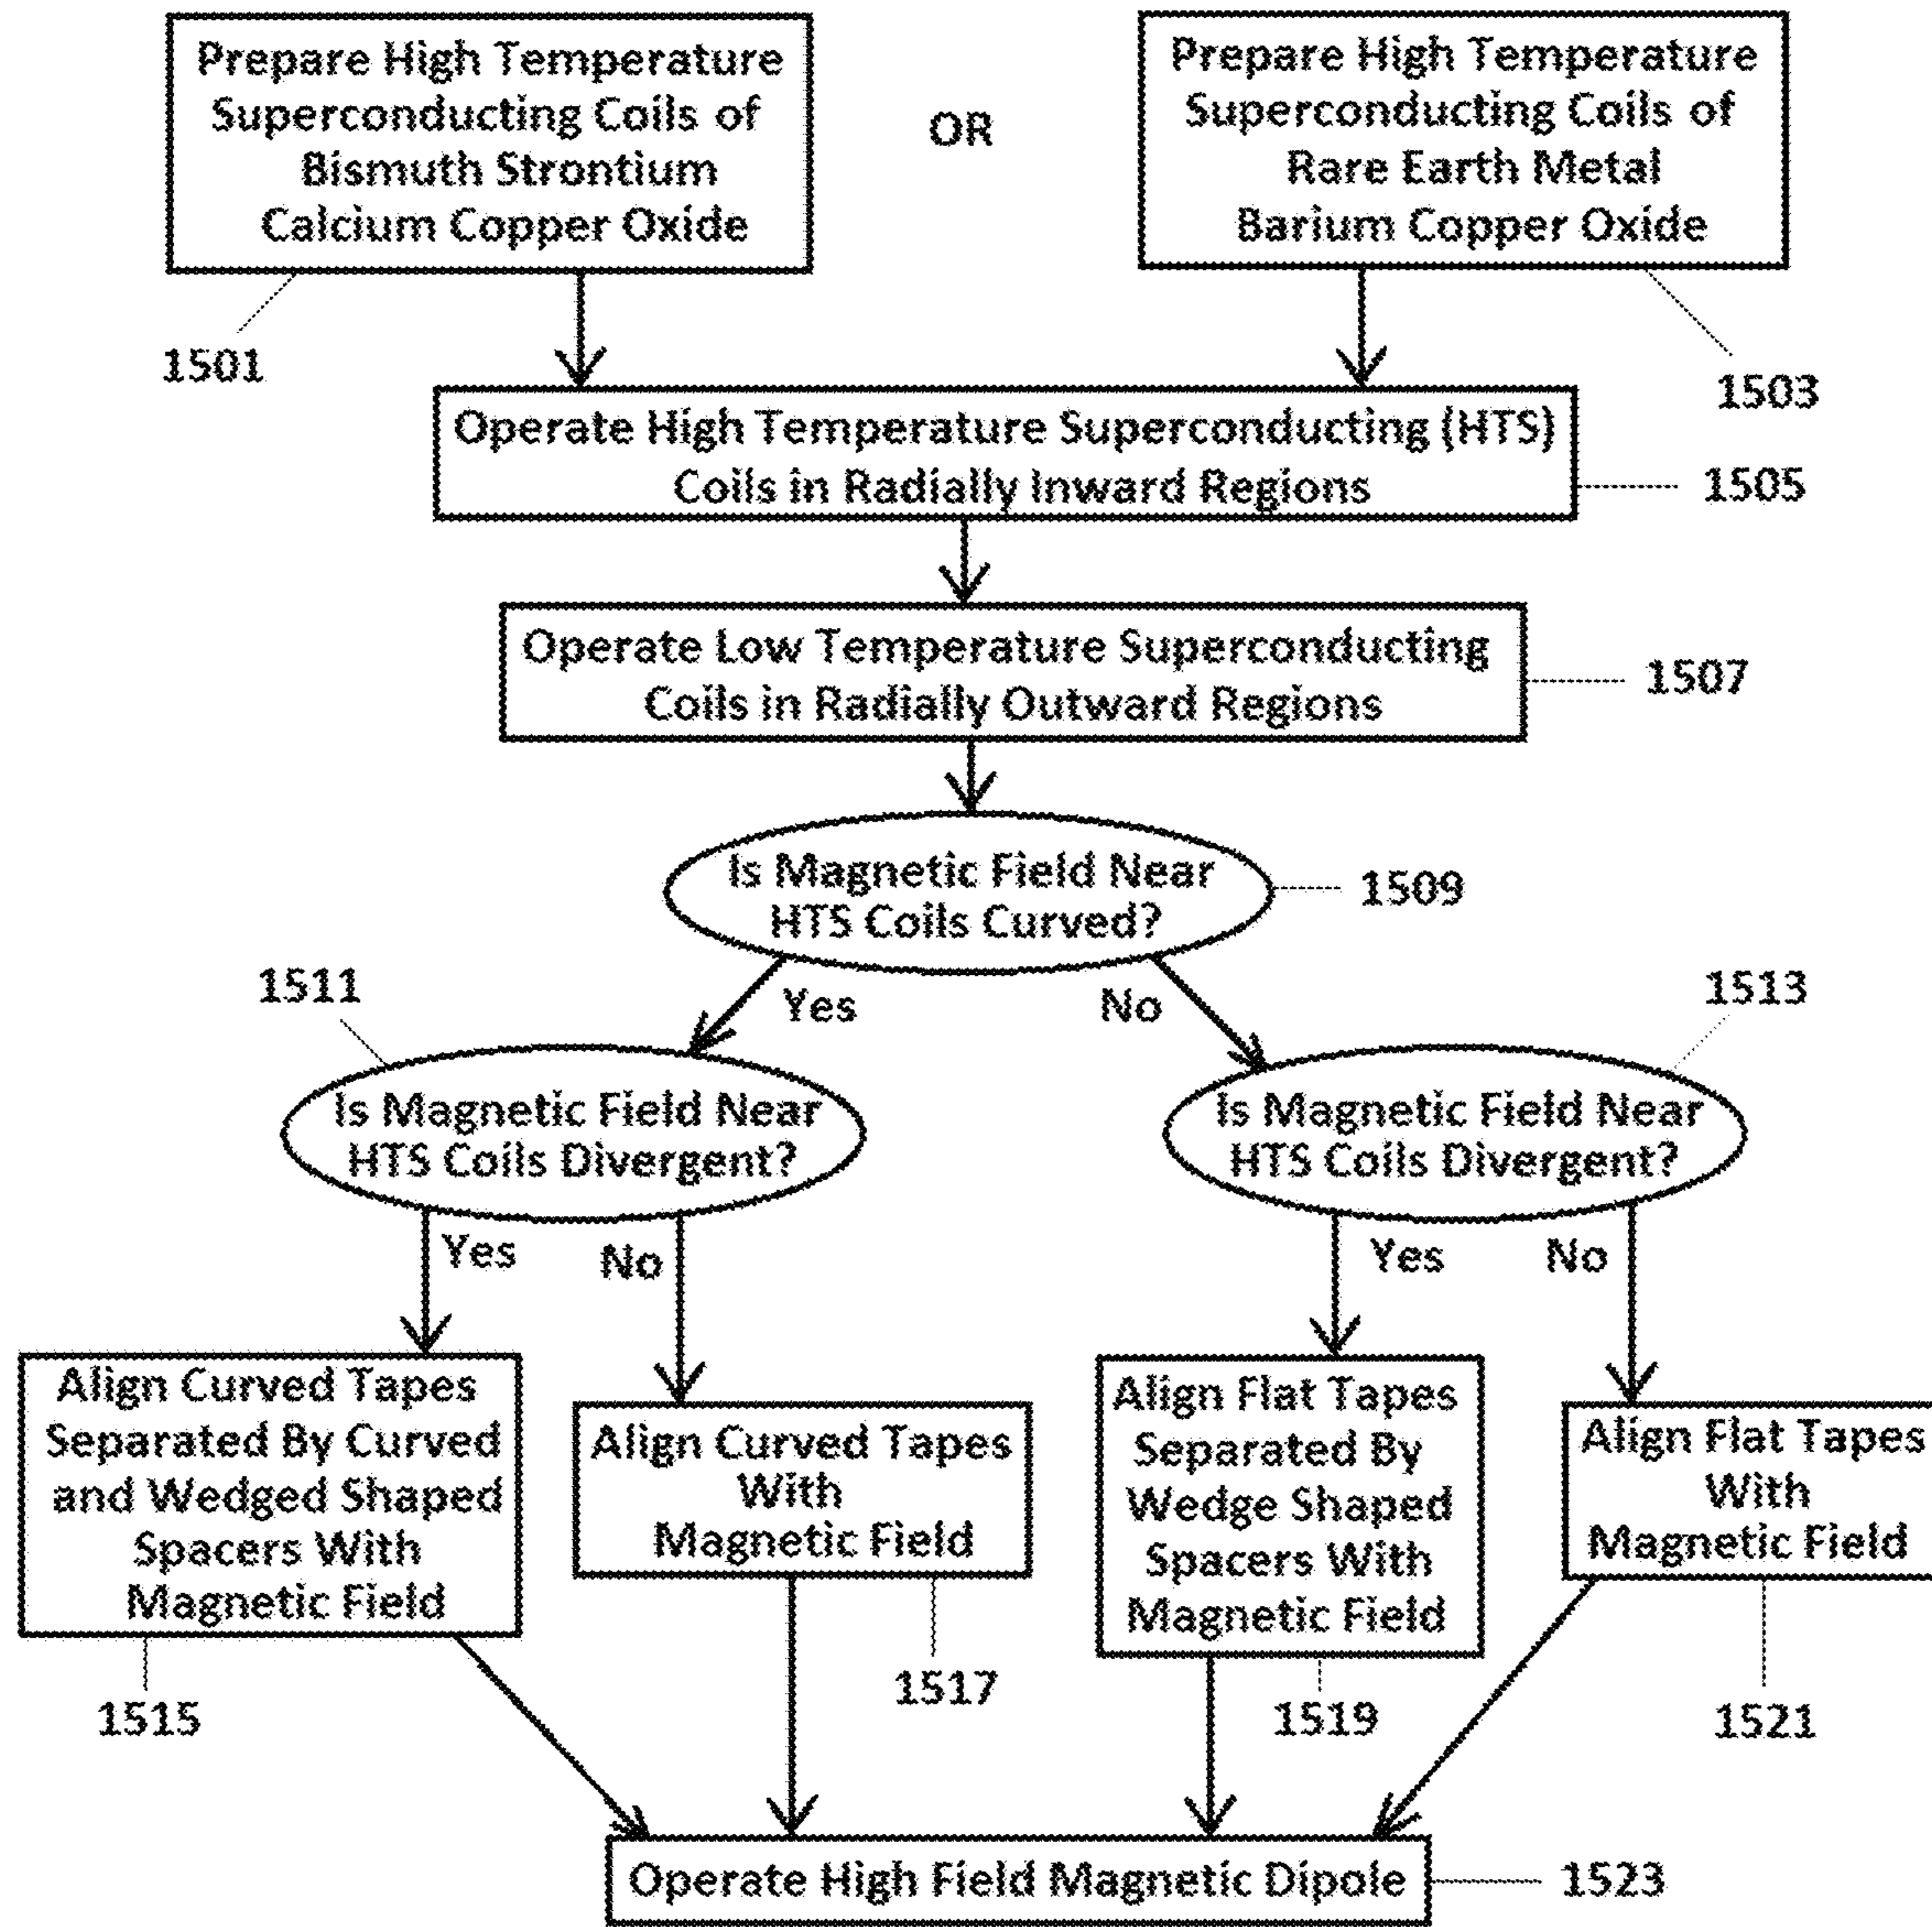 Prepare High Temperature
Superconducting Coils of
Bismuth Strontium
Calcium Copper Oxide
OR
Prepare High Temperature
Superconducting Coils of
Rare Earth Metal
Barium Copper Oxide
1501
1503
Operate High Temperature Superconducting (HTS)
Coils in Radially Inward Regions
1505
Operate Low Temperature Superconducting
Coils in Radially Outward Regions
1507
Is Magnetic Field Near
HTS Coils Curved?
1509
Yes
No
1511
1513
Is Magnetic Field Near
HTS Coils Divergent?
Is Magnetic Field Near
HTS Coils Divergent?
Yes
No
Yes
No
Align Curved Tapes
Separated By Curved
and Wedged Shaped
Spacers With
Magnetic Field
Align Curved Tapes
With
Magnetic Field
Align Flat Tapes
Separated By
Wedge Shaped
Spacers With
Magnetic Field
Align Flat Tapes
With
Magnetic Field
1515
1517
1519
1521
Operate High Field Magnetic Dipole
1523